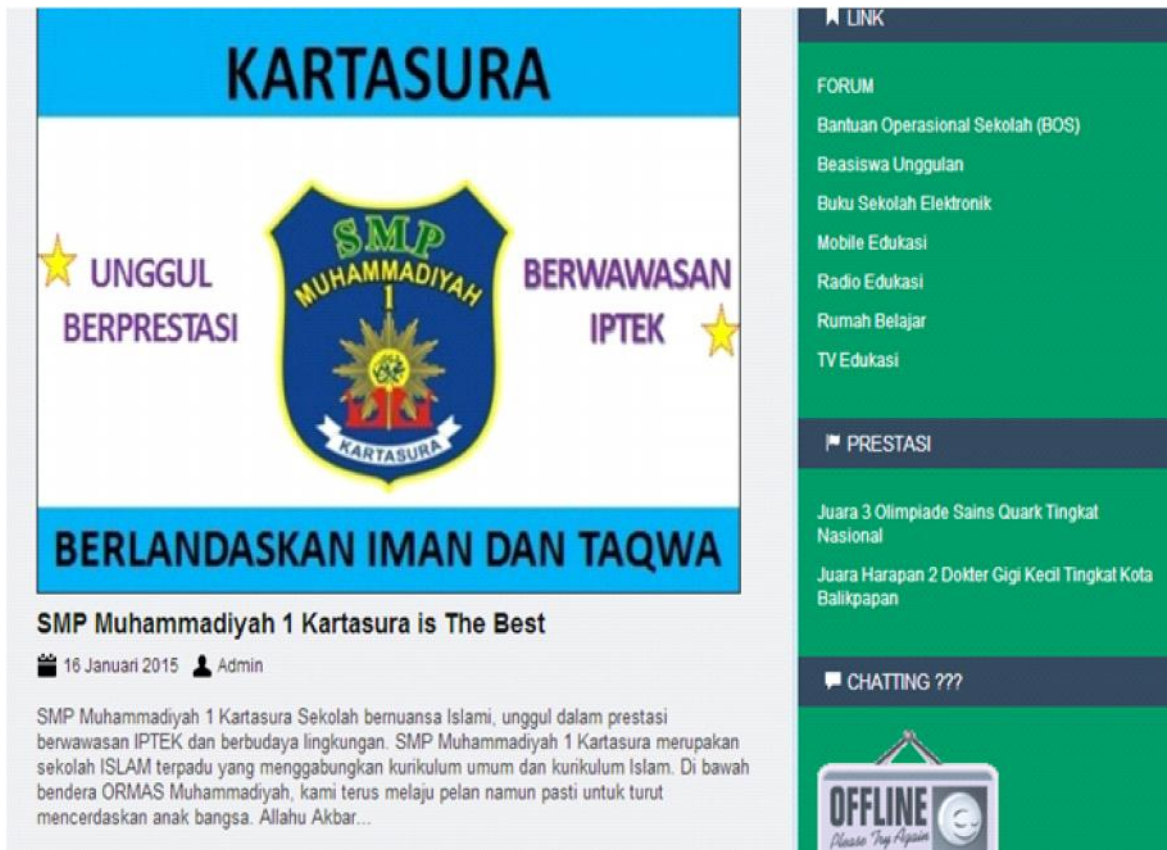 KARTASURA
UNGGUL
BERPRESTASI
SMP
MUHAMMADIYAH
1
KARTASURA
BERWAWASAN
IPTEK
BERLANDASKAN IMAN DAN TAQWA
SMP Muhammadiyah 1 Kartasura is The Best
16 Januari 2015 Admin
SMP Muhammadiyah 1 Kartasura Sekolah bernuansa Islami, unggul dalam prestasi
berwawasan IPTEK dan berbudaya lingkungan. SMP Muhammadiyah 1 Kartasura merupakan
sekolah ISLAM terpadu yang menggabungkan kurikulum umum dan kurikulum Islam. Di bawah
bendera ORMAS Muhammadiyah, kami terus melaju pelan namun pasti untuk turut
mencerdaskan anak bangsa. Allahu Akbar...
LINK
FORUM
Bantuan Operasional Sekolah (BOS)
Beasiswa Unggulan
Buku Sekolah Elektronik
Mobile Edukasi
Radio Edukasi
Rumah Belajar
TV Edukasi
PRESTASI
Juara 3 Olimpiade Sains Quark Tingkat
Nasional
Juara Harapan 2 Dokter Gigi Kecil Tingkat Kota
Balikpapan
CHATTING ???
OFFLINE
Please Try Again